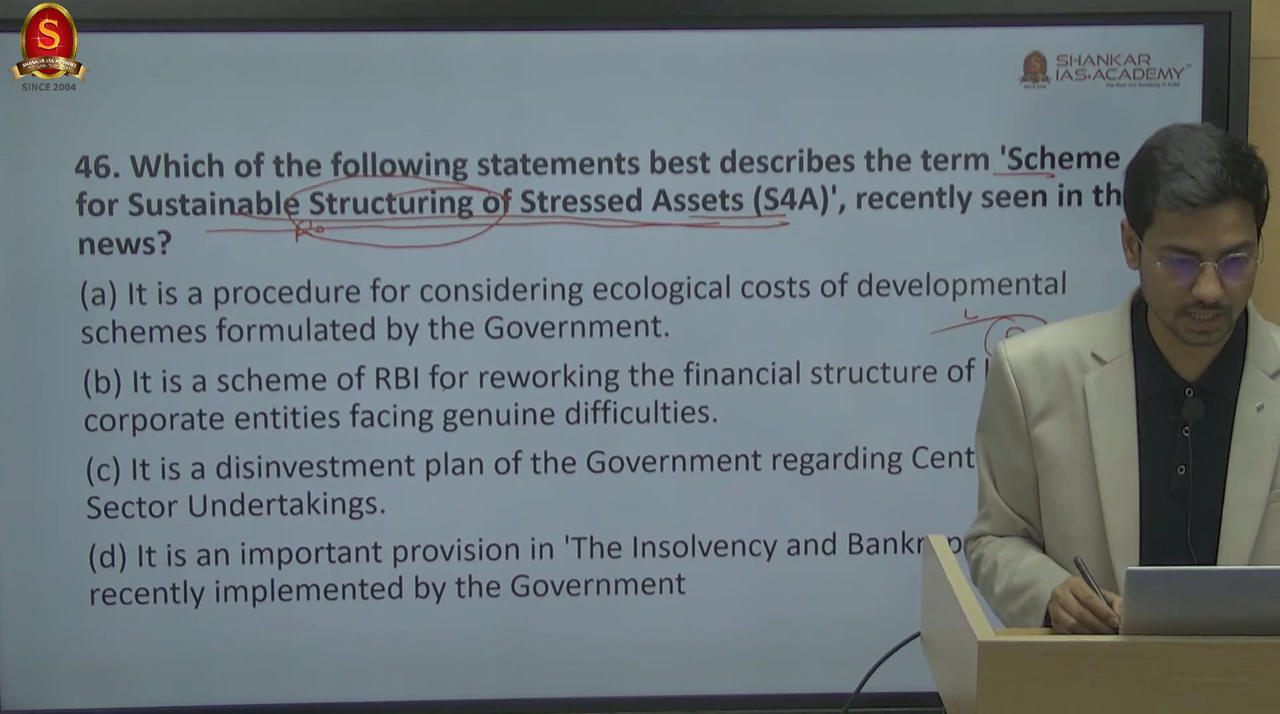 S
SHANKAR IAS ACADEMY
SINCE 2004
SHANKAR
IAS ACADEMY
46. Which of the following statements best describes the term 'Scheme
for Sustainable Structuring of Stressed Assets (S4A)', recently seen in
news?
(a) It is a procedure for considering ecological costs of developmental
schemes formulated by the Government.
(b) It is a scheme of RBI for reworking the financial structure of
corporate entities facing genuine difficulties.
(c) It is a disinvestment plan of the Government regarding
Sector Undertakings.
(d) It is an important provision in 'The Insolvency and
recently implemented by the Government